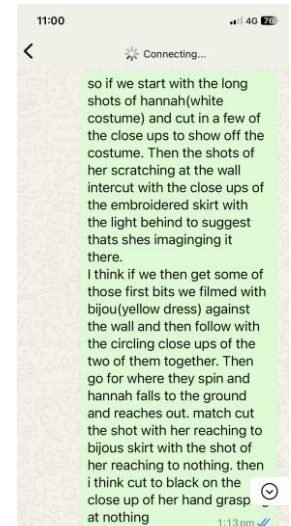 11:00
4G 76
Connecting...
so if we start with the long
shots of hannah(white
costume) and cut in a few of
the close ups to show off the
costume. Then the shots of
her scratching at the wall
intercut with the close ups of
the embroidered skirt with
the light behind to suggest
thats shes imaginging it
there.
I think if we then get some of
those first bits we filmed with
bijou(yellow dress) against
the wall and then follow with
the circling close ups of the
two of them together. Then
go for where they spin and
hannah falls to the ground
and reaches out. match cut
the shot with her reaching to
bijous skirt with the shot of
her reaching to nothing. then
i think cut to black on the
close up of her hand grasp
at nothing
1:13 pm